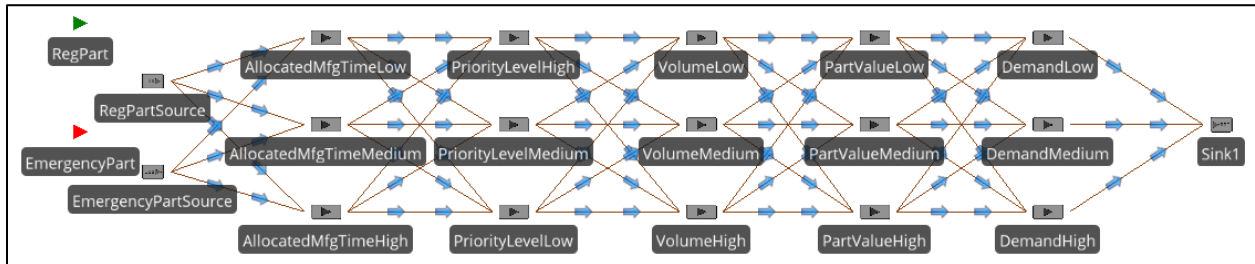 RegPart
RegPartSource
EmergencyPart
EmergencyPartSource
AllocatedMfgTimeLow
PriorityLevelHigh
VolumeLow
PartValueLow
DemandLow
AllocatedMfgTimeMedium
PriorityLevelMedium
VolumeMedium
PartValueMedium
DemandMedium
Sink1
AllocatedMfgTimeHigh
PriorityLevelLow
VolumeHigh
PartValueHigh
DemandHigh